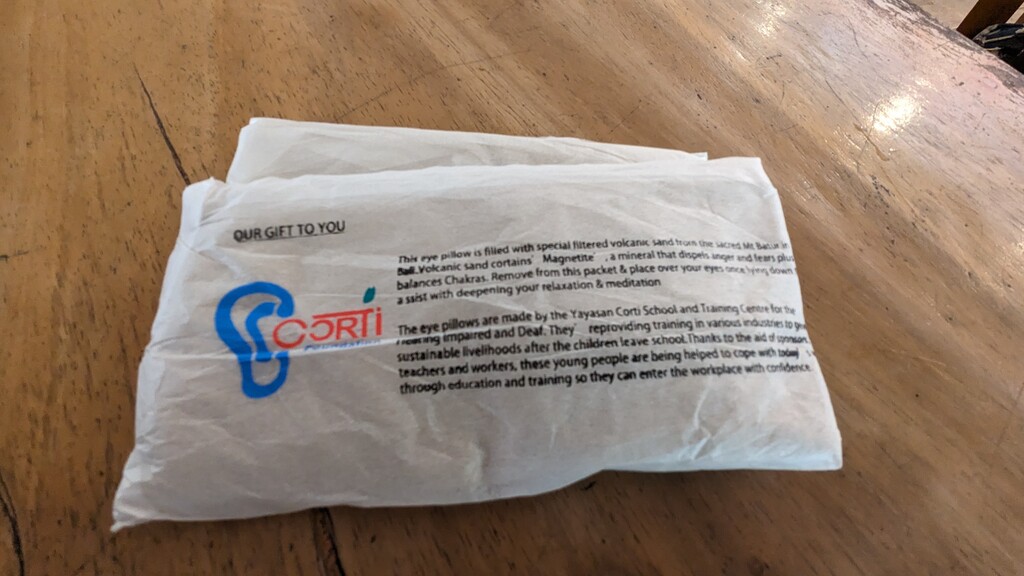 OUR GIFT TO YOU
CORTI
This eye pillow is filled with special filtered volcanic sand from the sacred Mt Batur in
Bali.Volcanic sand cortains' Magnetite , a mineral that dispels anger and fears plus
balances Chakras. Remove from this packet & place over your eyes once lying down
a ssist with deepening your relaxation & meditation
The eye pillows are made by the Yayasan Corti School and Training Centre for the
Hearing Impaired and Deaf. They reproviding training in various industries to
sustainable livelihoods after the children leave school.Thanks to the aid of sponsors
teachers and workers, these young people are being helped to cope with today
through education and training so they can enter the workplace with confidence.